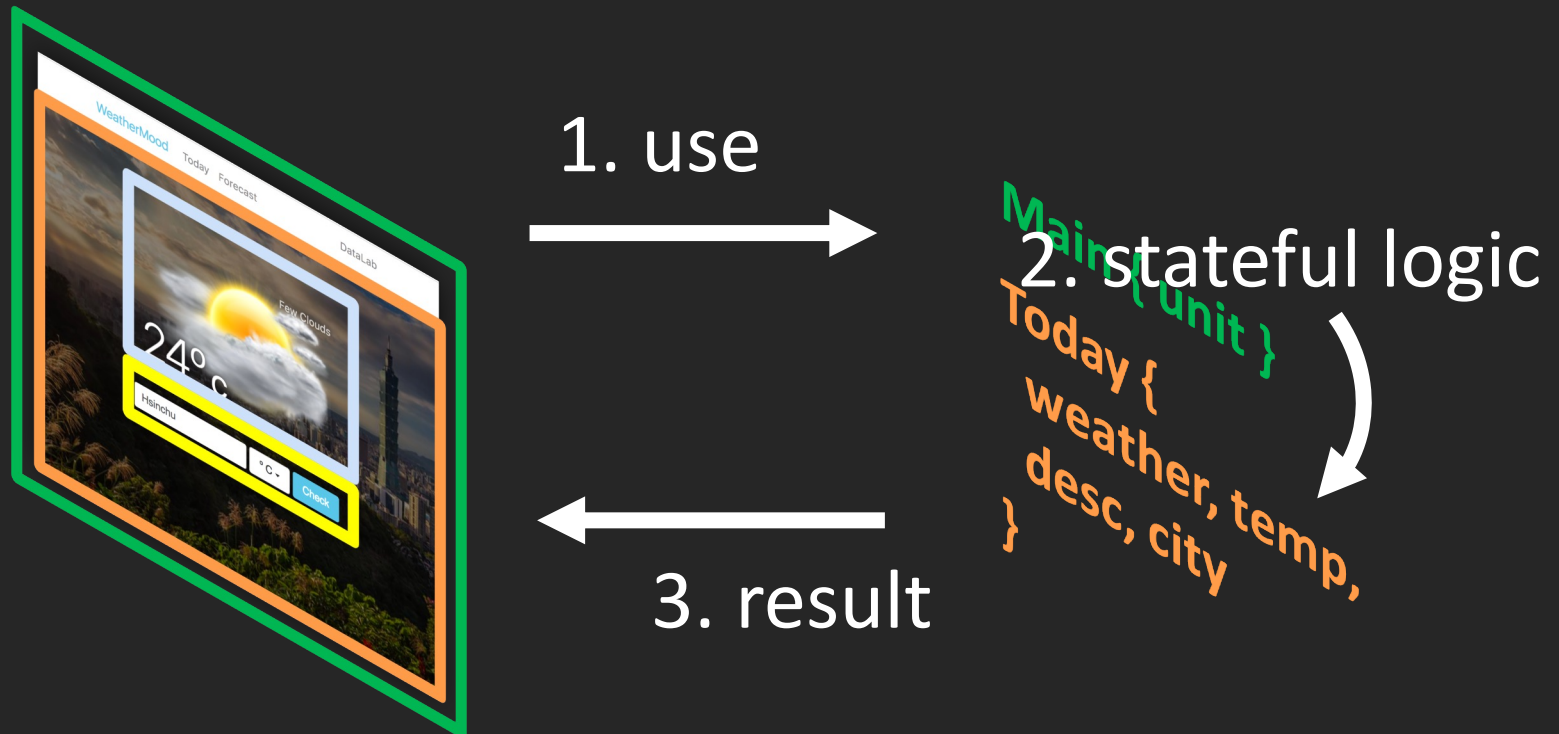 WeatherMood Today Forecast DataLab
Few Clouds
24º c
Hsinchu
° C
Check
1. use
2. stateful logic
Main { unit }
Today {
weather, temp,
desc, city
}
3. result